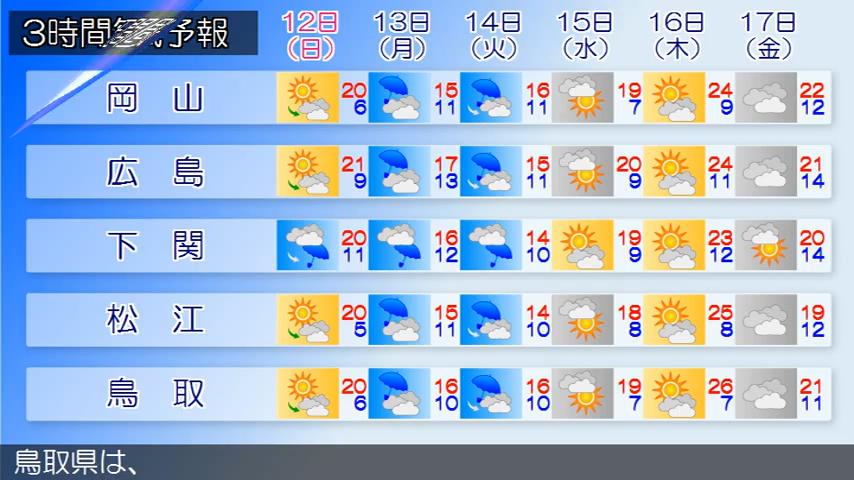 3時間天気予報
12日 13日 14日 15日 16日 17日
(日) (月) (火) (水) (木) (金)
岡山 20 6 15 11 16 11 19 7 24 9 22 12
広島 21 9 17 13 15 11 20 9 24 11 21 14
下関 20 11 16 12 14 10 19 9 23 12 20 14
松江 20 5 15 11 14 10 18 8 25 8 19 12
鳥取 20 6 16 10 16 10 19 7 26 7 21 11
鳥取県は、